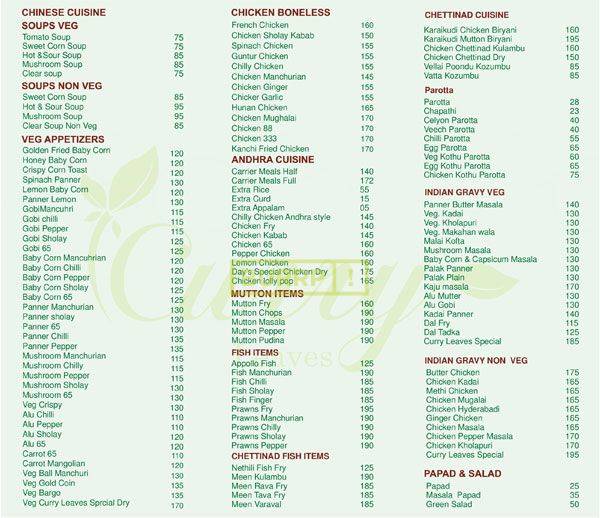 CHINESE CUISINE
SOUPS VEG
Tomato Soup 75
Sweet Corn Soup 75
Hot &Sour Soup 85
Mushroom Soup 85
Clear soup 75
SOUPS NON VEG
Sweet Corn Soup 85
Hot & Sour Soup 95
Mushroom Soup 95
Clear Soup Non Veg 85
VEG APPETIZERS
Golden Fried Baby Corn 120
Honey Baby Corn 120
Crispy Corn Toast 120
Spinach Panner 130
Lemon Baby Corn 120
Panner Lemon 130
GobiMancuhri 115
Gobi chilli 115
Gobi Pepper 115
Gobi Sholay 125
Gobi 65 125
Baby Corn Mancuhrian 125
Baby Corn Chilli 120
Baby Corn Pepper 120
Baby Corn Sholay 125
Baby Corn 65 125
Panner Manchurian 130
Panner sholay 130
Panner 65 130
Panner Chilli 130
Panner Pepper 135
Mushroom Manchurian 115
Mushroom Chilly 115
Mushroom Pepper 115
Mushroom Sholay 130
Mushroom 65 130
Veg Crispy 130
Alu Chilli 110
Alu Pepper 110
Alu Sholay 120
Alu 65 120
Carrot 65 110
Carrot Mangolian 120
Veg Ball Manchuri 130
Veg Gold Coin 135
Veg Bargo 135
Veg Curry Leaves Sprcial Dry 170
CHICKEN BONELESS
French Chicken 160
Chicken Sholay Kabab 150
Spinach Chicken 155
Guntur Chicken 155
Chilly Chicken 155
Chicken Manchurian 145
Chicken Ginger 155
Chicker Garlic 155
Hunan Chicken 165
Chicken Mughalai 170
Chicken 88 170
Chicken 333 170
Kanchi Fried Chicken 170
ANDHRA CUISINE
Carrier Meals Half 140
Carrier Meals Full 172
Extra Rice 55
Extra Curd 15
Extra Appalam 05
Chilly Chicken Andhra style 145
Chicken Fry 140
Chicken Kabab 145
Chicken 65 160
Pepper Chicken 160
Lemon Chicken 160
Day's Special Chicken Dry 175
Chicken lolly pop 165
MUTTON ITEMS
Mutton Fry 160
Mutton Chops 190
Mutton Masala 190
Mutton Pepper 190
Mutton Pudina 190
FISH ITEMS
Appollo Fish 125
Fish Manchurian 190
Fish Chilli 185
Fish Sholay 185
Fish Finger 185
Prawns Fry 195
Prawns Manchurian 190
Prawns Chilly 190
Prawns Sholay 190
Prawns Pepper 190
CHETTINAD FISH ITEMS
Nethili Fish Fry 125
Meen Kulambu 190
Meen Rava Fry 185
Meen Tava Fry 185
Meen Varaval 185
CHETTINAD CUISINE
Karaikudi Chicken Biryani 160
Karaikudi Mutton Biryani 195
Chicken Chettinad Kulambu 160
Chicken Chettinad Dry 150
Vellai Poondu Kozumbu 85
Vatta Kozumbu 85
Parotta
Parotta 28
Chapathi 23
Celyon Parotta 40
Veech Parotta 40
Chilli Parotta 55
Egg Parotta 65
Veg Kothu Parotta 60
Egg Kothu Parotta 65
Chicken Kothu Parotta 75
INDIAN GRAVY VEG
Panner Butter Masala 140
Veg. Kadai 130
Veg. Kholapuri 130
Veg. Makahan wala 130
Malai Kofta 130
Mushroom Masala 130
Baby Corn & Capsicum Masala 130
Palak Panner 130
Palak Plain 130
Kaju masala 170
Alu Mutter 130
Alu Gobi 130
Kadai Panner 140
Dal Fry 115
Dal Tadka 125
Curry Leaves Special 185
INDIAN GRAVY NON VEG
Butter Chicken 175
Chicken Kadai 165
Methi Chicken 165
Chicken Mugalai 165
Chicken Hyderabadi 165
Ginger Chicken 165
Chicken Masala 165
Chicken Pepper Masala 170
Chicken Kholapuri 170
Curry Leaves Special 195
PAPAD & SALAD
Papad 25
Masala Papad 35
Green Salad 50
Curry
Leaves